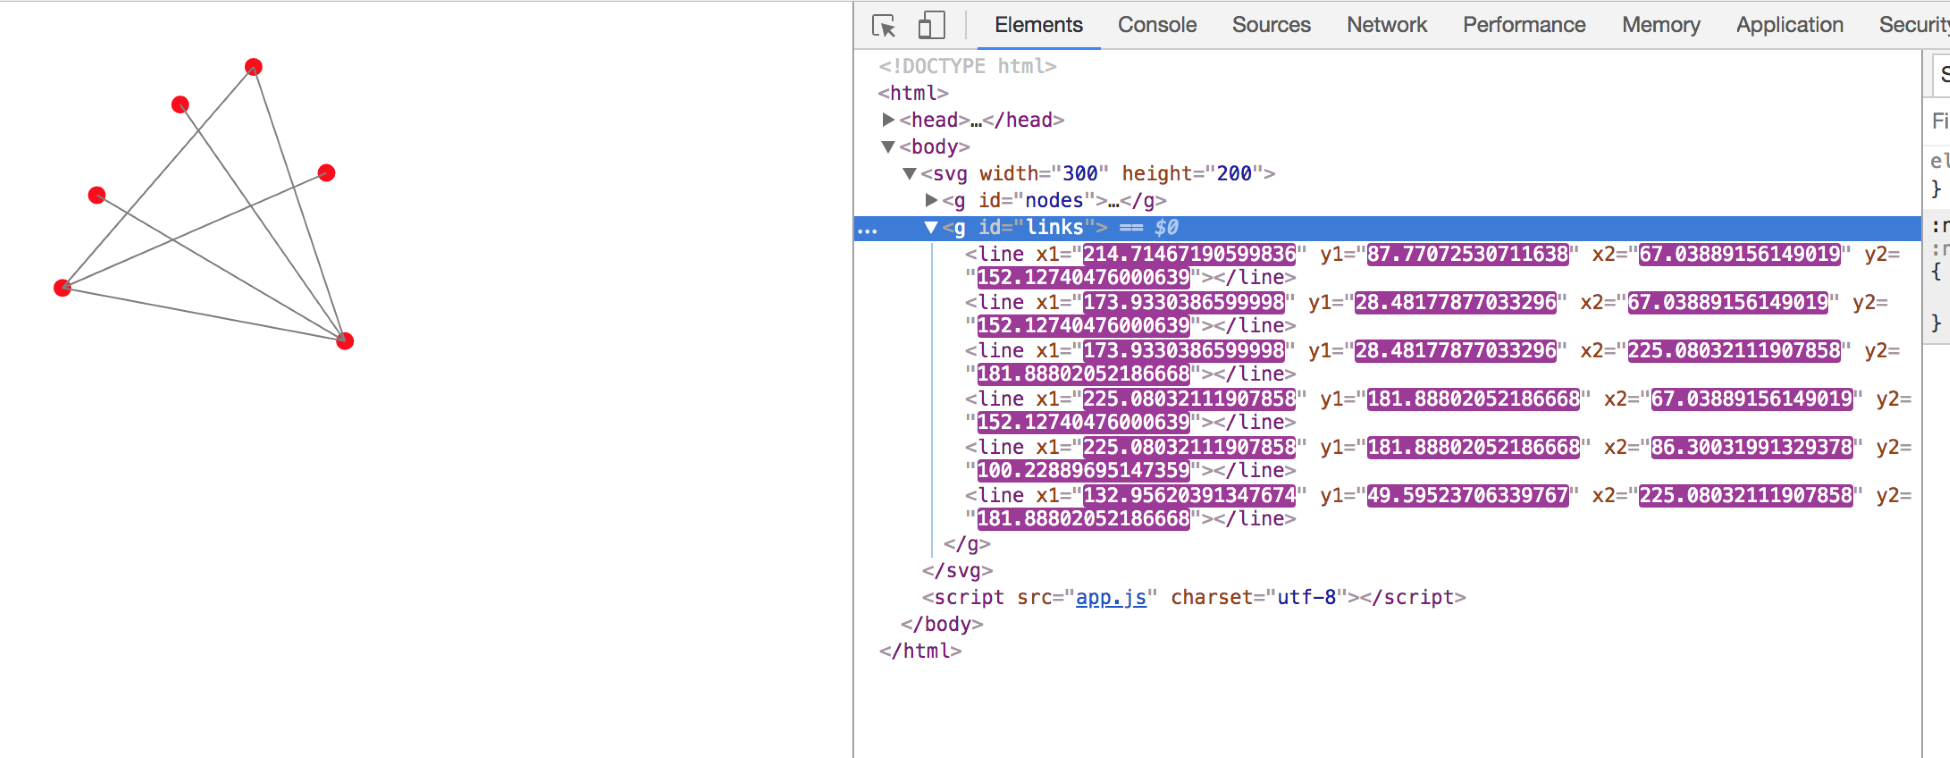 Elements Console Sources Network Performance Memory Application Security
<!DOCTYPE html>
<html>
<head>…</head>
<body>
<svg width="300" height="200">
<g id="nodes">…</g>
… <g id="links"> == $0
<line x1="214.71467190599836" y1="87.77072530711638" x2="67.03889156149019" y2=
"152.12740476000639"></line>
<line x1="173.9330386599998" y1="28.48177877033296" x2="67.03889156149019" y2=
"152.12740476000639"></line>
<line x1="173.9330386599998" y1="28.48177877033296" x2="225.08032111907858" y2=
"181.88802052186668"></line>
<line x1="225.08032111907858" y1="181.88802052186668" x2="67.03889156149019" y2=
"152.12740476000639"></line>
<line x1="225.08032111907858" y1="181.88802052186668" x2="86.30031991329378" y2=
"100.22889695147359"></line>
<line x1="132.95620391347674" y1="49.59523706339767" x2="225.08032111907858" y2=
"181.88802052186668"></line>
</g>
</svg>
<script src="app.js" charset="utf-8"></script>
</body>
</html>
Fi
el
}
{
}